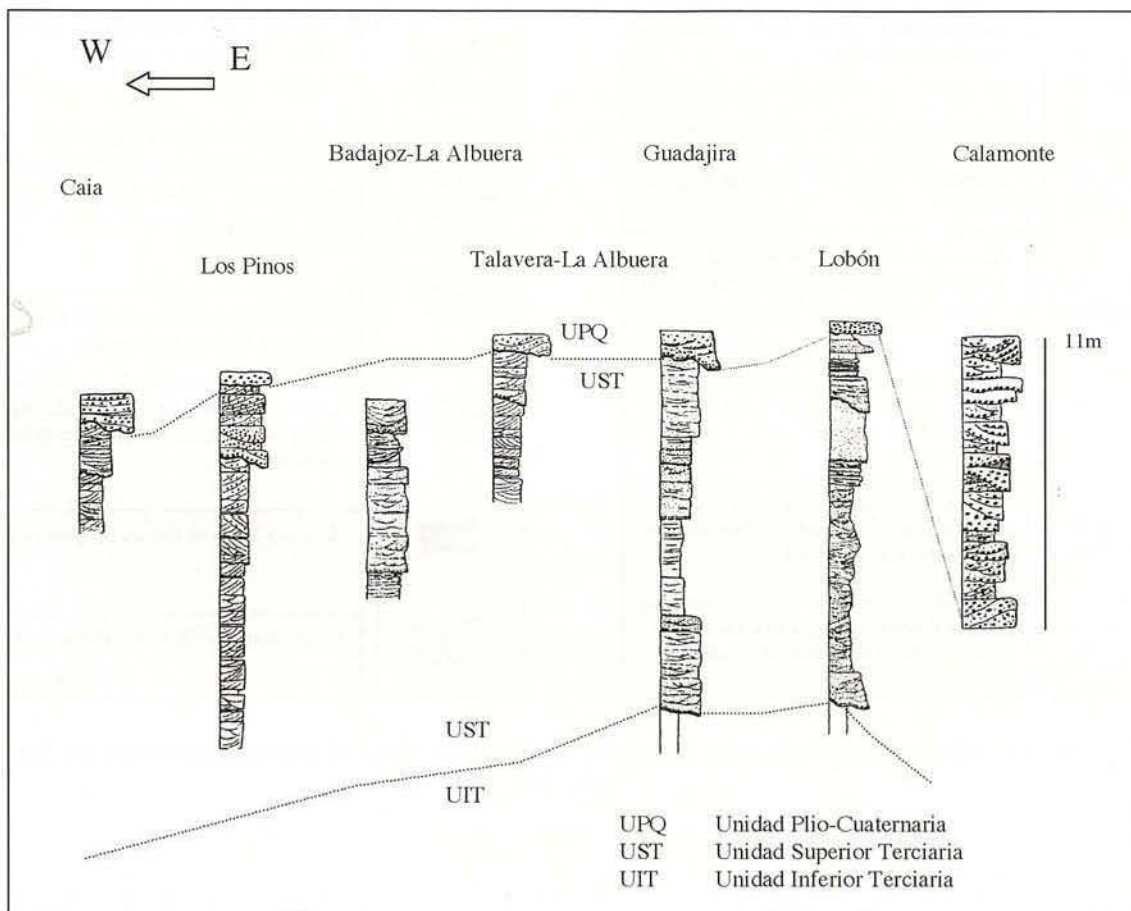 W E
Badajoz-La Albuera Guadajira Calamonte
Caia
Los Pinos Talavera-La Albuera Lobón
UPQ
UST
11m
UST
UIT
UPQ Unidad Plio-Cuaternaria
UST Unidad Superior Terciaria
UIT Unidad Inferior Terciaria